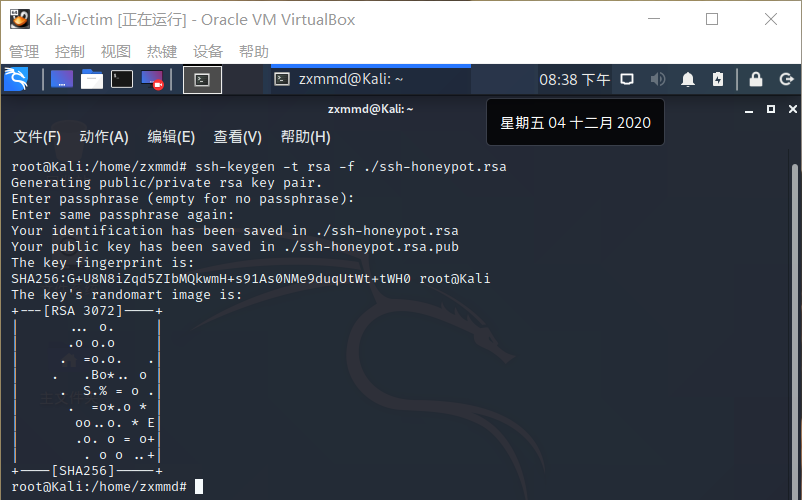 Kali-Victim [正在运行] - Oracle VM VirtualBox
管理 控制 视图 热键 设备 帮助
zxmmd@Kali: ~ 08:38 下午
zxmmd@Kali: ~
星期五 04 十二月 2020
文件(F) 动作(A) 编辑(E) 查看(V) 帮助(H)
root@Kali:/home/zxmmd# ssh-keygen -t rsa -f ./ssh-honeypot.rsa
Generating public/private rsa key pair.
Enter passphrase (empty for no passphrase):
Enter same passphrase again:
Your identification has been saved in ./ssh-honeypot.rsa
Your public key has been saved in ./ssh-honeypot.rsa.pub
The key fingerprint is:
SHA256:G+U8N8iZqd5ZIbMQkwmH+s91As0NMe9duqUtWt+tWH0 root@Kali
The key's randomart image is:
+---[RSA 3072]----+
|      ... o.     |
|      .o o.o     |
|     .  =o.o.   .|
|    .   .Bo*.. o |
|     .  S.% = o .|
|      .  =o*.o * |
|       oo..o. * E|
|       .o. o = o+|
|        . o o ..+|
+----[SHA256]-----+
root@Kali:/home/zxmmd#